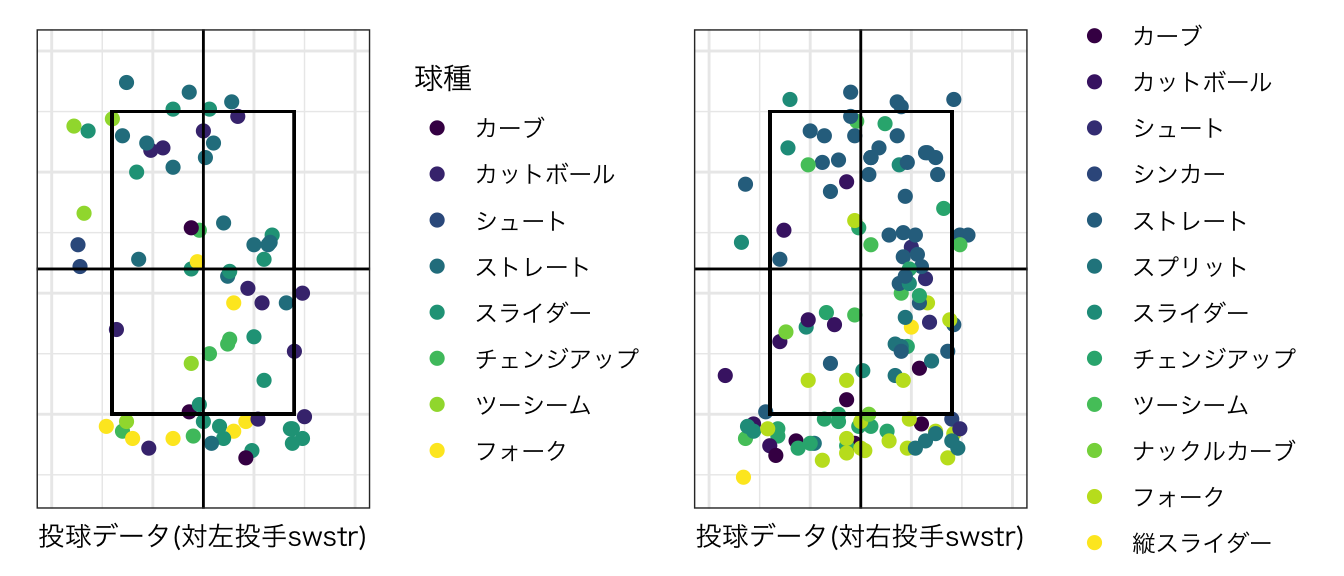 球種
カーブ
カットボール
シュート
ストレート
スライダー
チェンジアップ
ツーシーム
フォーク
投球データ(対左投手swstr)
カーブ
カットボール
シュート
シンカー
ストレート
スプリット
スライダー
チェンジアップ
ツーシーム
ナックルカーブ
フォーク
縦スライダー
投球データ(対右投手swstr)